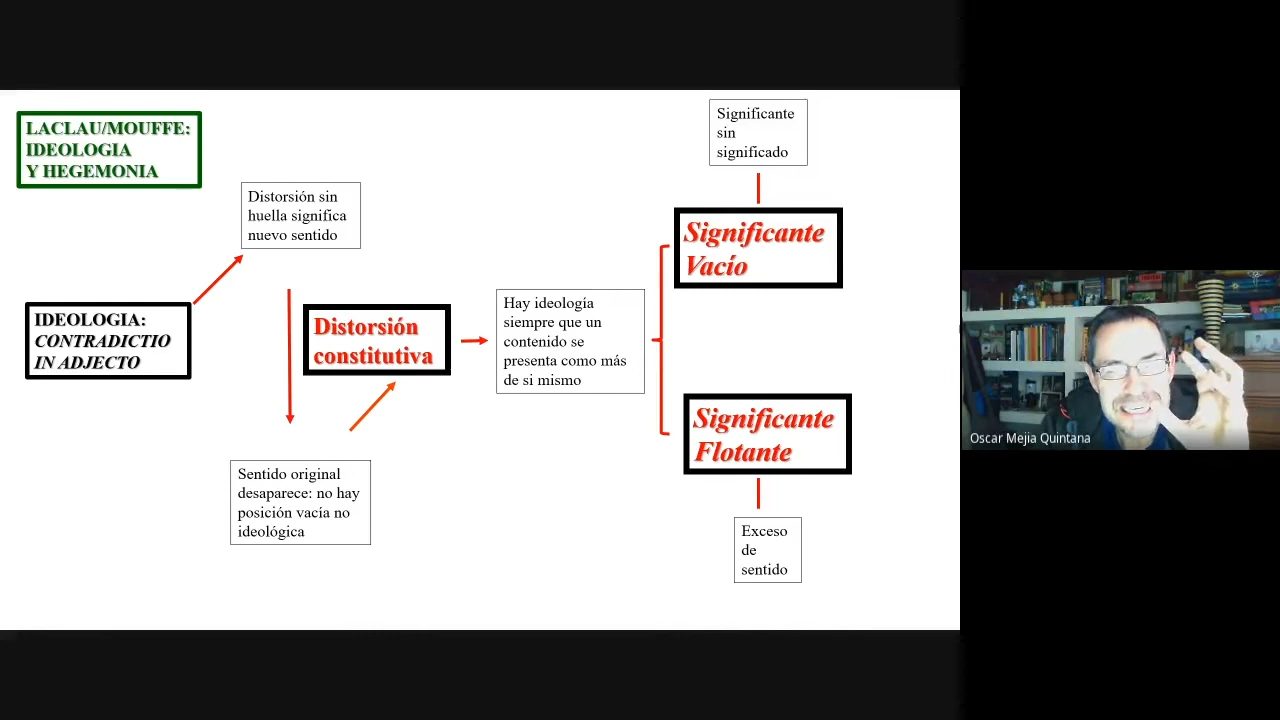 LACLAU/MOUFFE:
IDEOLOGIA
Y HEGEMONIA
Distorsión sin
huella significa
nuevo sentido
IDEOLOGIA:
CONTRADICTIO
IN ADJECTO
Distorsión
constitutiva
Sentido original
desaparece: no hay
posición vacía no
ideológica
Hay ideología
siempre que un
contenido se
presenta como más
de si mismo
Significante
sin
significado
Significante
Vacío
Significante
Flotante
Exceso
de
sentido
Oscar Mejia Quintana